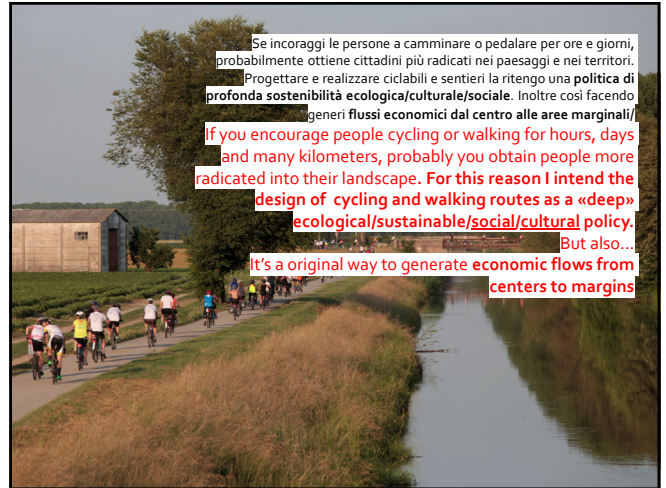 Se incoraggi le persone a camminare o pedalare per ore e giorni,
probabilmente ottiene cittadini più radicati nei paesaggi e nei territori.
Progettare e realizzare ciclabili e sentieri la ritengo una politica di
profonda sostenibilità ecologica/culturale/sociale. Inoltre così facendo
generi flussi economici dal centro alle aree marginali/
If you encourage people cycling or walking for hours, days
and many kilometers, probably you obtain people more
radicated into their landscape. For this reason I intend the
design of cycling and walking routes as a «deep»
ecological/sustainable/social/cultural policy.
But also...
It's a original way to generate economic flows from
centers to margins